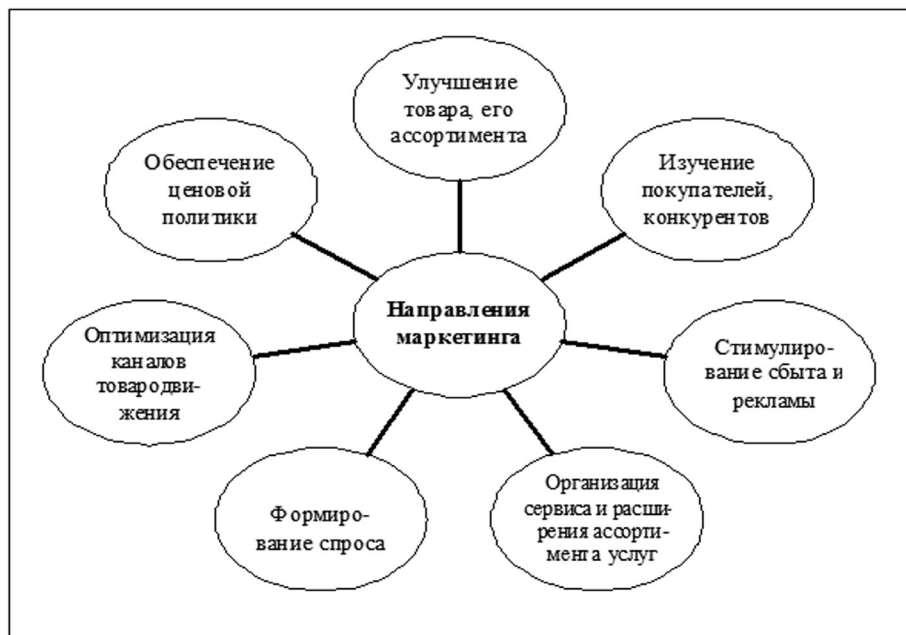 Улучшение
товара, его
ассортимента
Обеспечение
ценовой
политики
Изучение
покупателей,
конкурентов
Направления
маркетинга
Оптимизация
каналов
товародви-
жения
Стимулиро-
вание сбыта и
рекламы
Формиро-
вание спроса
Организация
сервиса и расши-
рения ассорти-
мента услуг